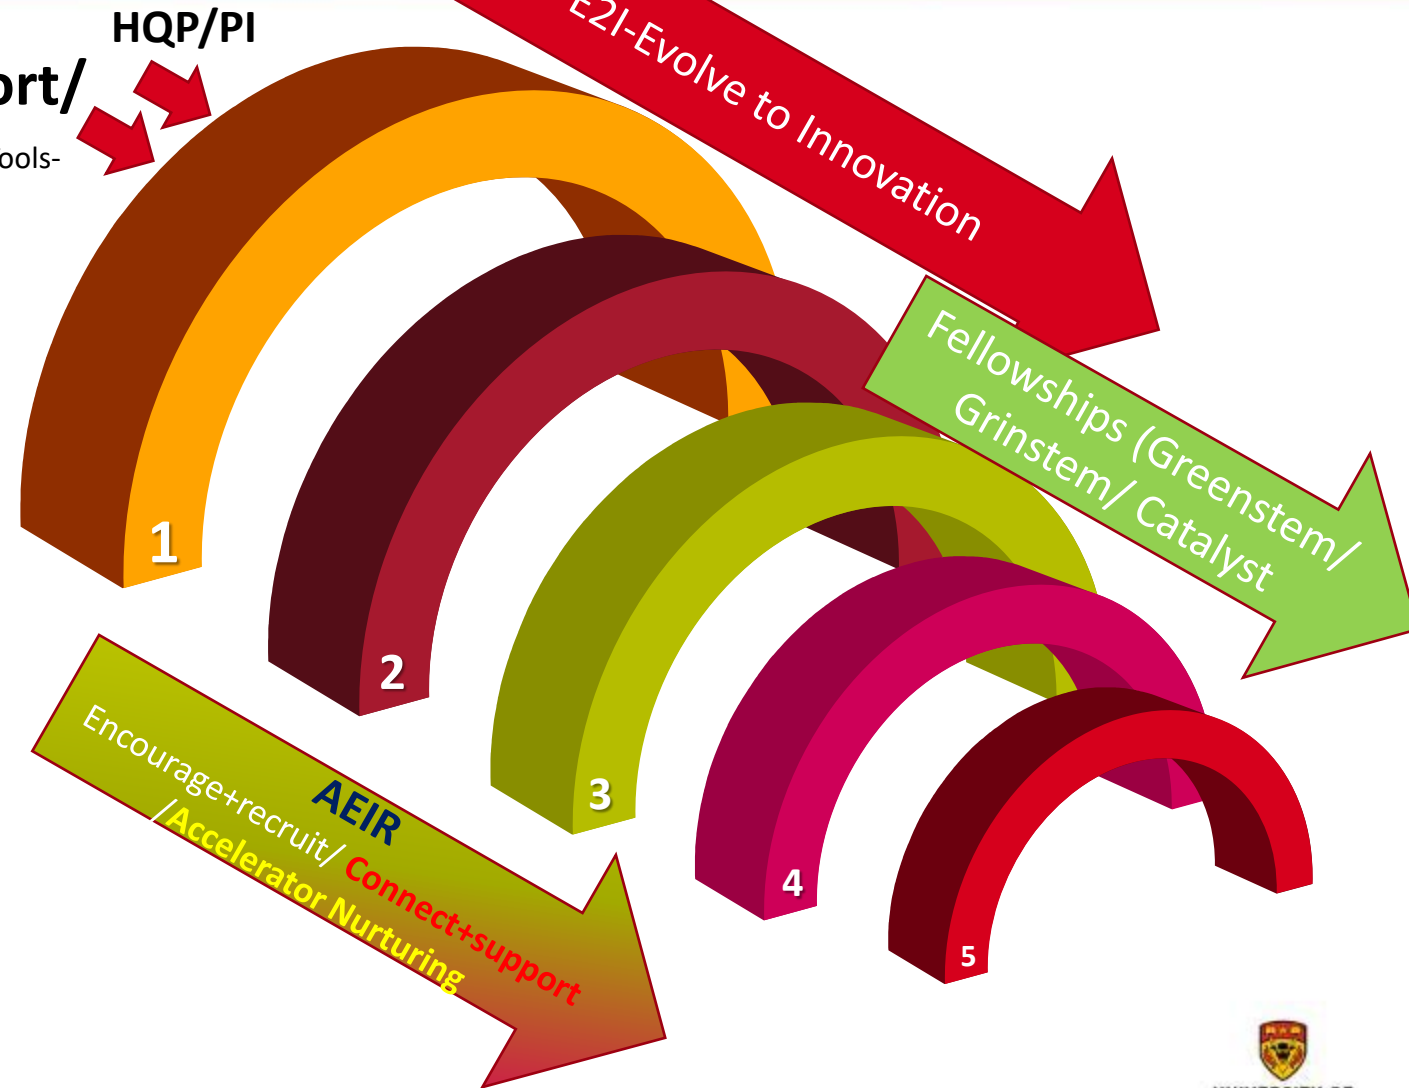 HQP/PI
ort/
ools-
E2I-Evolve to Innovation
Fellowships (Greenstem/
Grinstem/ Catalyst
1
2
3
4
5
AEIR
Encourage+recruit/ Connect+support
/Accelerator Nurturing